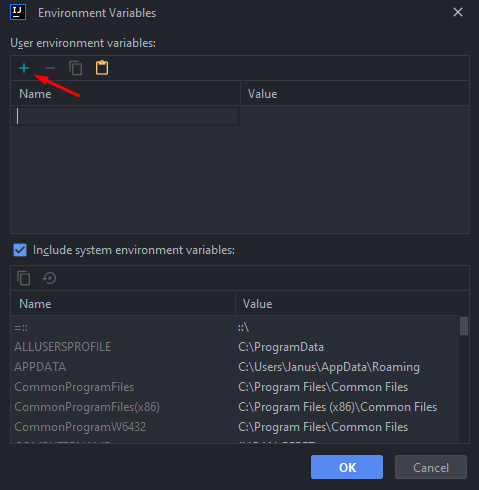 IJ Environment Variables
User environment variables:
Name Value
Include system environment variables:
Name Value
=:: ::\
ALLUSERSPROFILE C:\ProgramData
APPDATA C:\Users\Janus\AppData\Roaming
CommonProgramFiles C:\Program Files\Common Files
CommonProgramFiles(x86) C:\Program Files (x86)\Common Files
CommonProgramW6432 C:\Program Files\Common Files
OK Cancel